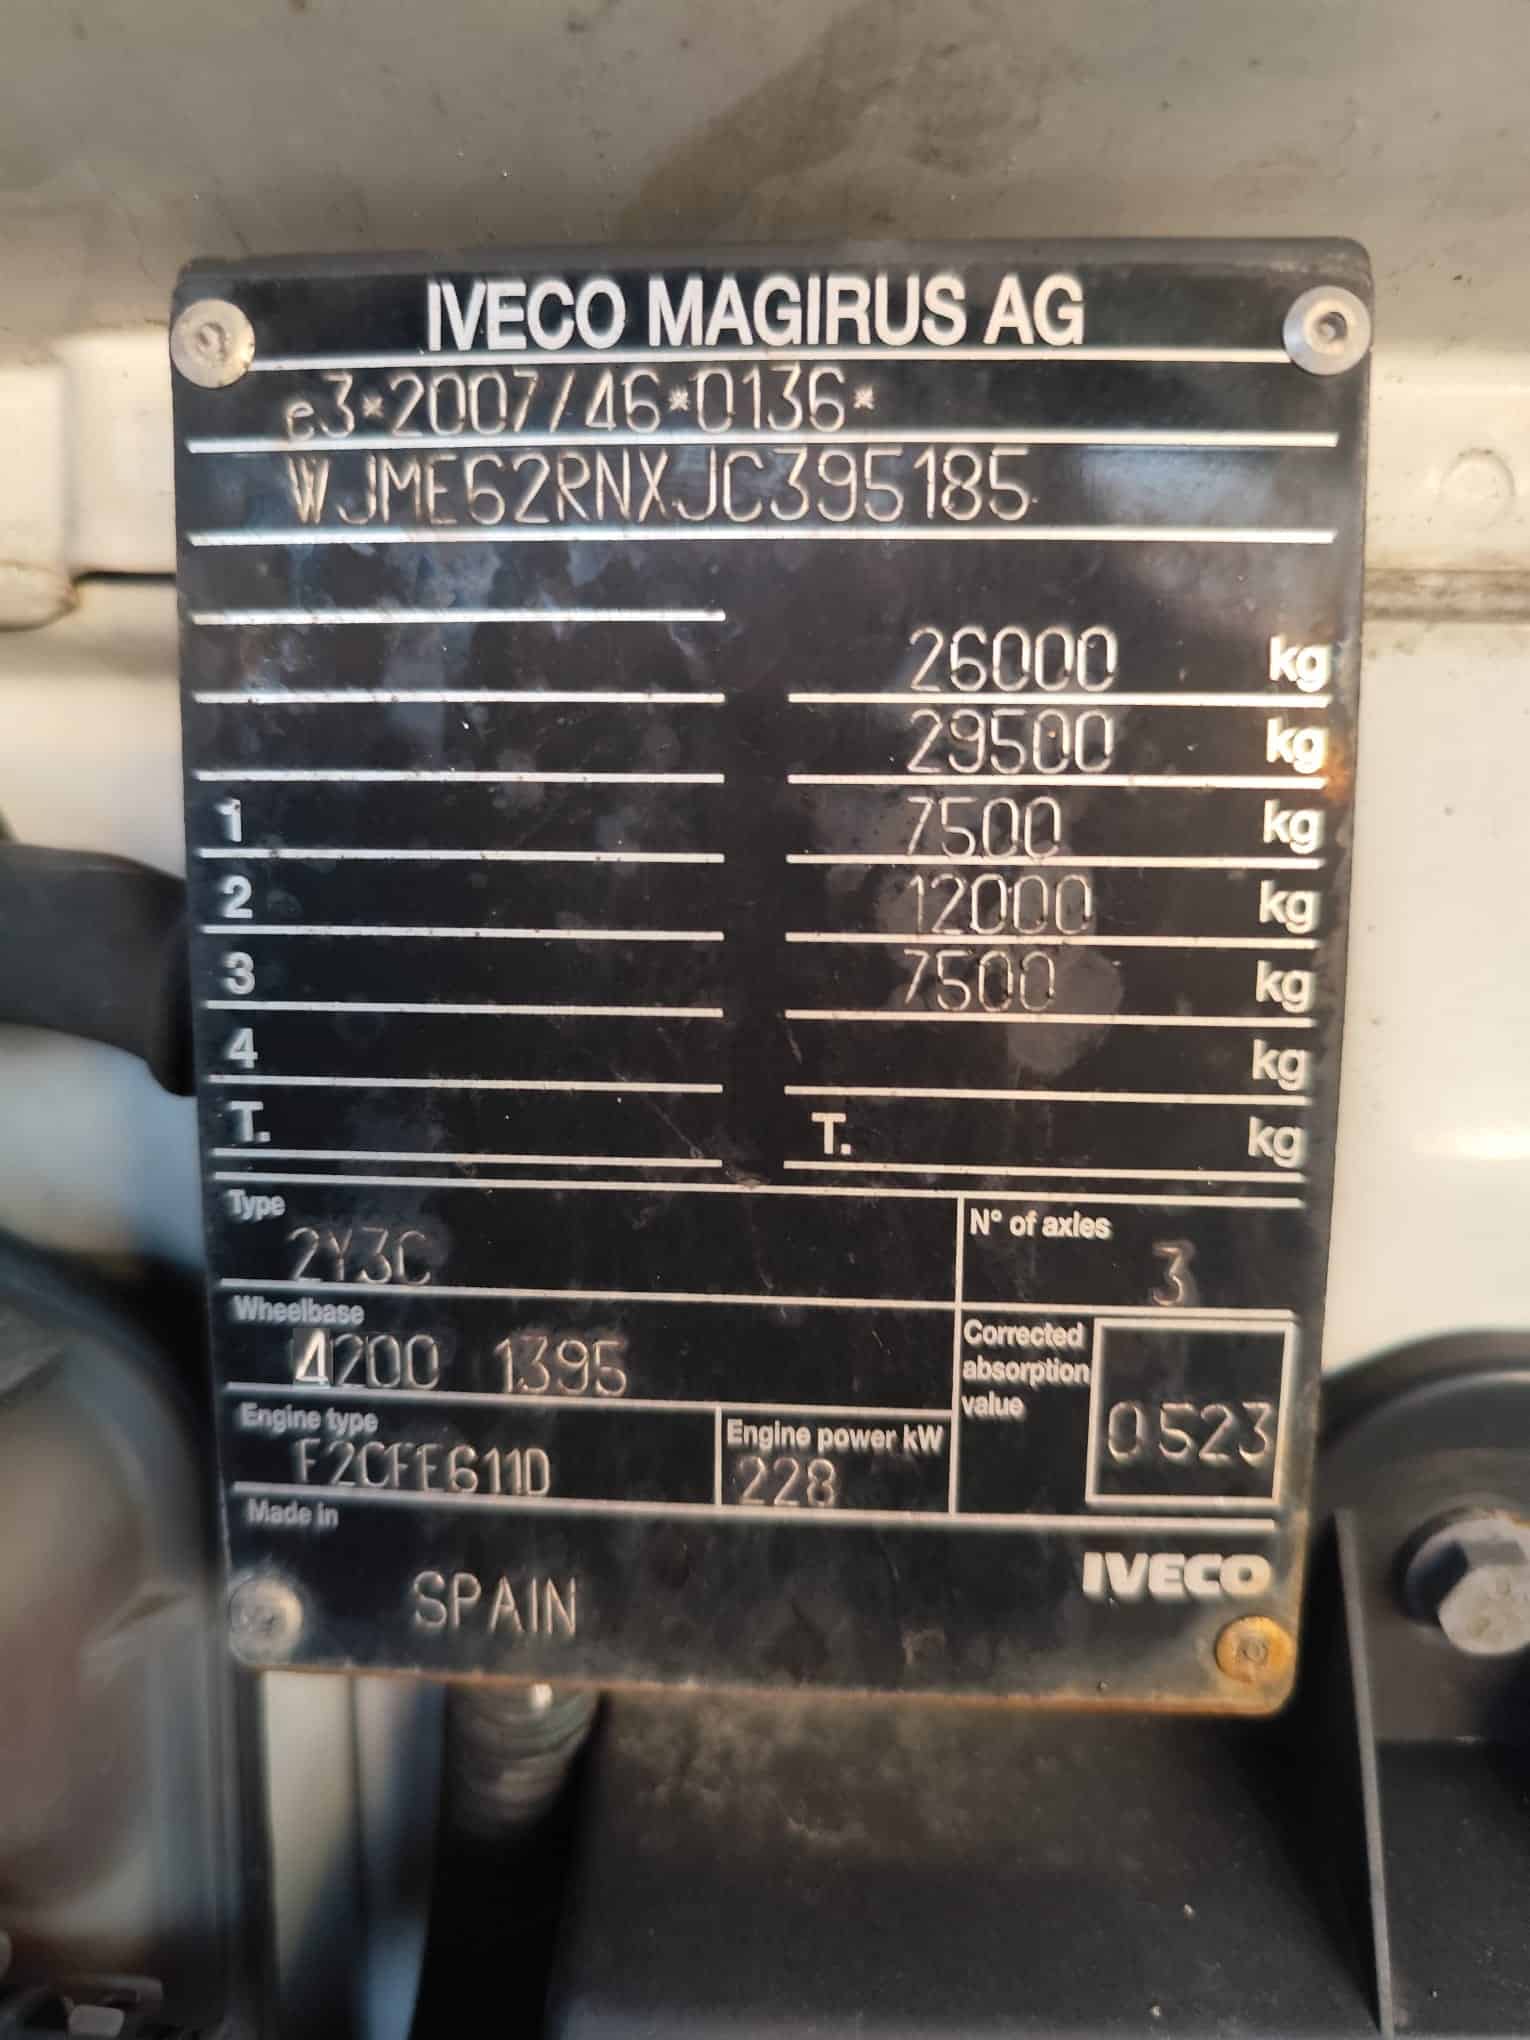 IVECO MAGIRUS AG
e3*2007/46*0136*
WJME62RNXJC395185
26000 kg
29500 kg
1 7500 kg
2 12000 kg
3 7500 kg
4 kg
T. T. kg
Type
2Y3C
N° of axles
3
Wheelbase
4200 1395
Corrected
absorption
value
0523
Engine type
F2CFE611D
Engine power kW
228
Made in
SPAIN
IVECO